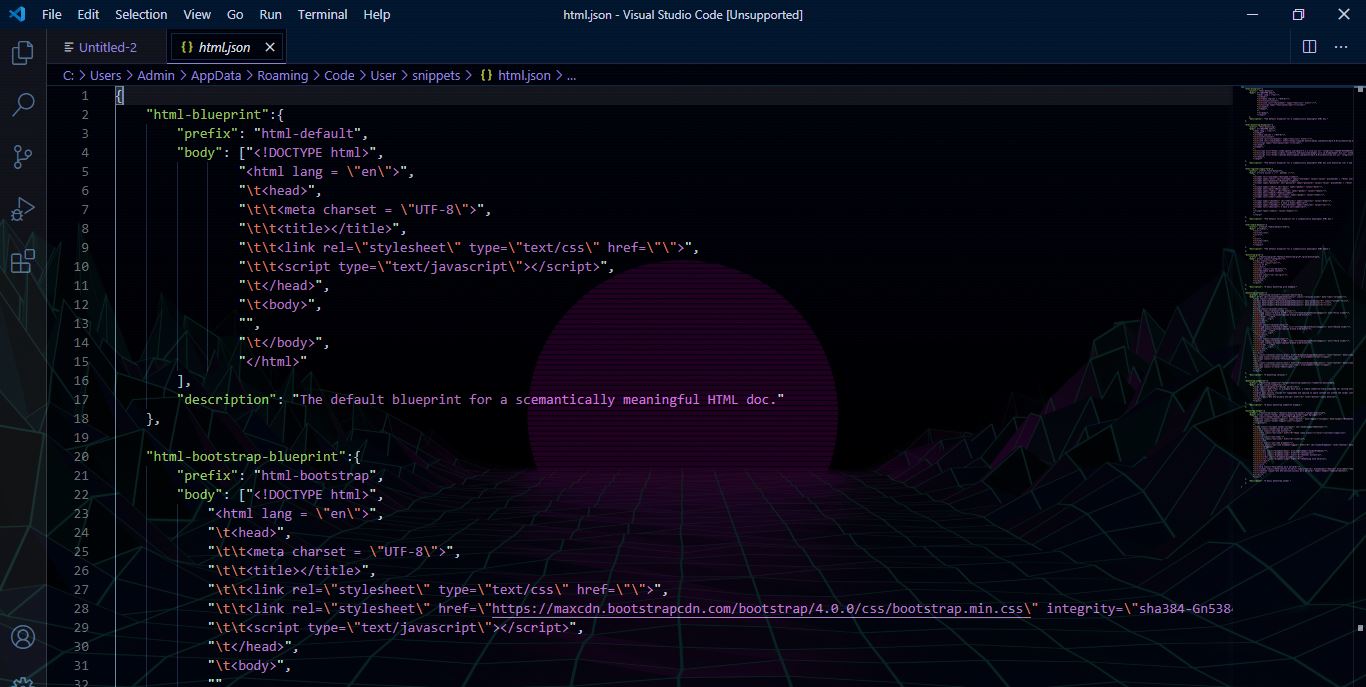 File Edit Selection View Go Run Terminal Help html.json - Visual Studio Code [Unsupported]
Untitled-2 {} html.json
C: > Users > Admin > AppData > Roaming > Code > User > snippets > {} html.json > ...
1 {
2 "html-blueprint":{
3 "prefix": "html-default",
4 "body": ["<!DOCTYPE html>",
5 "<html lang = \"en\">",
6 "\t<head>",
7 "\t\t<meta charset = \"UTF-8\">",
8 "\t\t<title></title>",
9 "\t\t<link rel=\"stylesheet\" type=\"text/css\" href=\"\">",
10 "\t\t<script type=\"text/javascript\"></script>",
11 "\t</head>",
12 "\t<body>",
13 "",
14 "\t</body>",
15 "</html>"
16 ],
17 "description": "The default blueprint for a scemantically meaningful HTML doc."
18 },
19
20 "html-bootstrap-blueprint":{
21 "prefix": "html-bootstrap",
22 "body": ["<!DOCTYPE html>",
23 "<html lang = \"en\">",
24 "\t<head>",
25 "\t\t<meta charset = \"UTF-8\">",
26 "\t\t<title></title>",
27 "\t\t<link rel=\"stylesheet\" type=\"text/css\" href=\"\">",
28 "\t\t<link rel=\"stylesheet\" href=\"https://maxcdn.bootstrapcdn.com/bootstrap/4.0.0/css/bootstrap.min.css\" integrity=\"sha384-Gn538
29 "\t\t<script type=\"text/javascript\"></script>",
30 "\t</head>",
31 "\t<body>",
32 ""